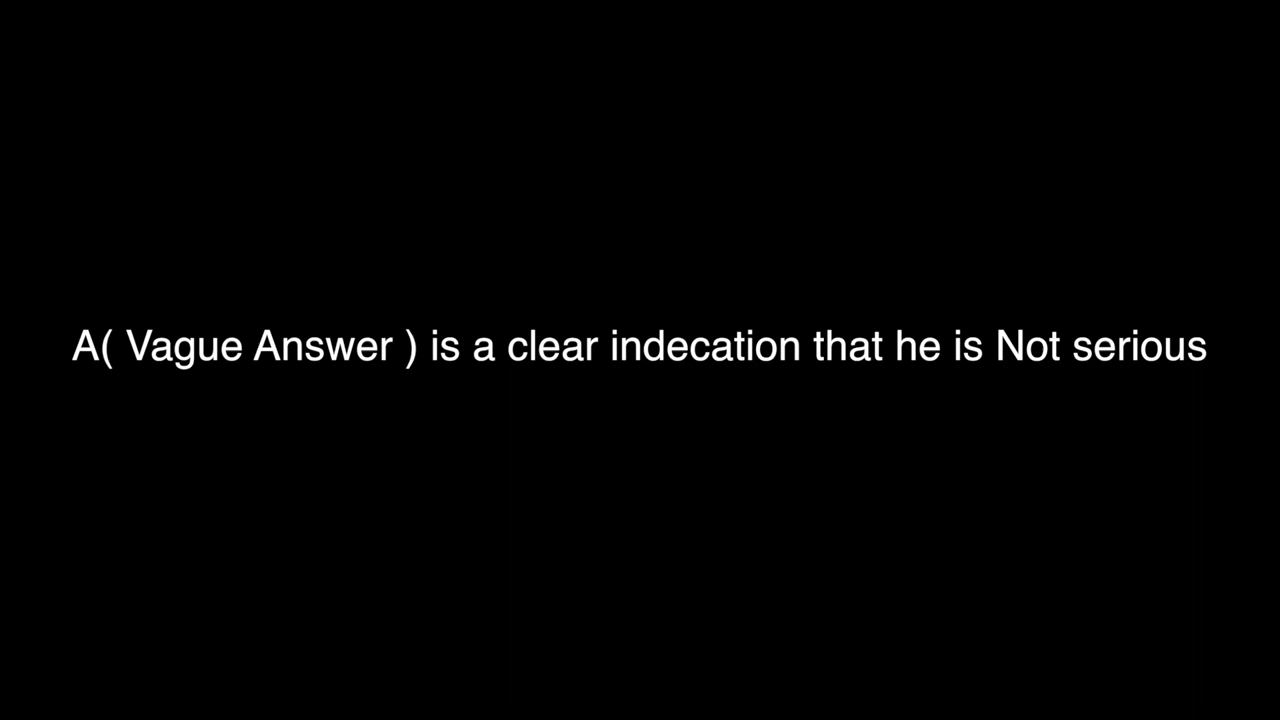 A( Vague Answer ) is a clear indecation that he is Not serious